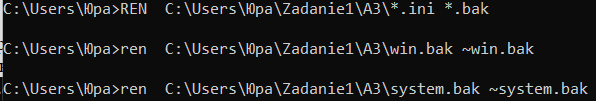 C:\Users\Юра>REN  C:\Users\Юра\Zadanie1\A3\*.ini *.bak
C:\Users\Юра>ren  C:\Users\Юра\Zadanie1\A3\win.bak ~win.bak
C:\Users\Юра>ren  C:\Users\Юра\Zadanie1\A3\system.bak ~system.bak